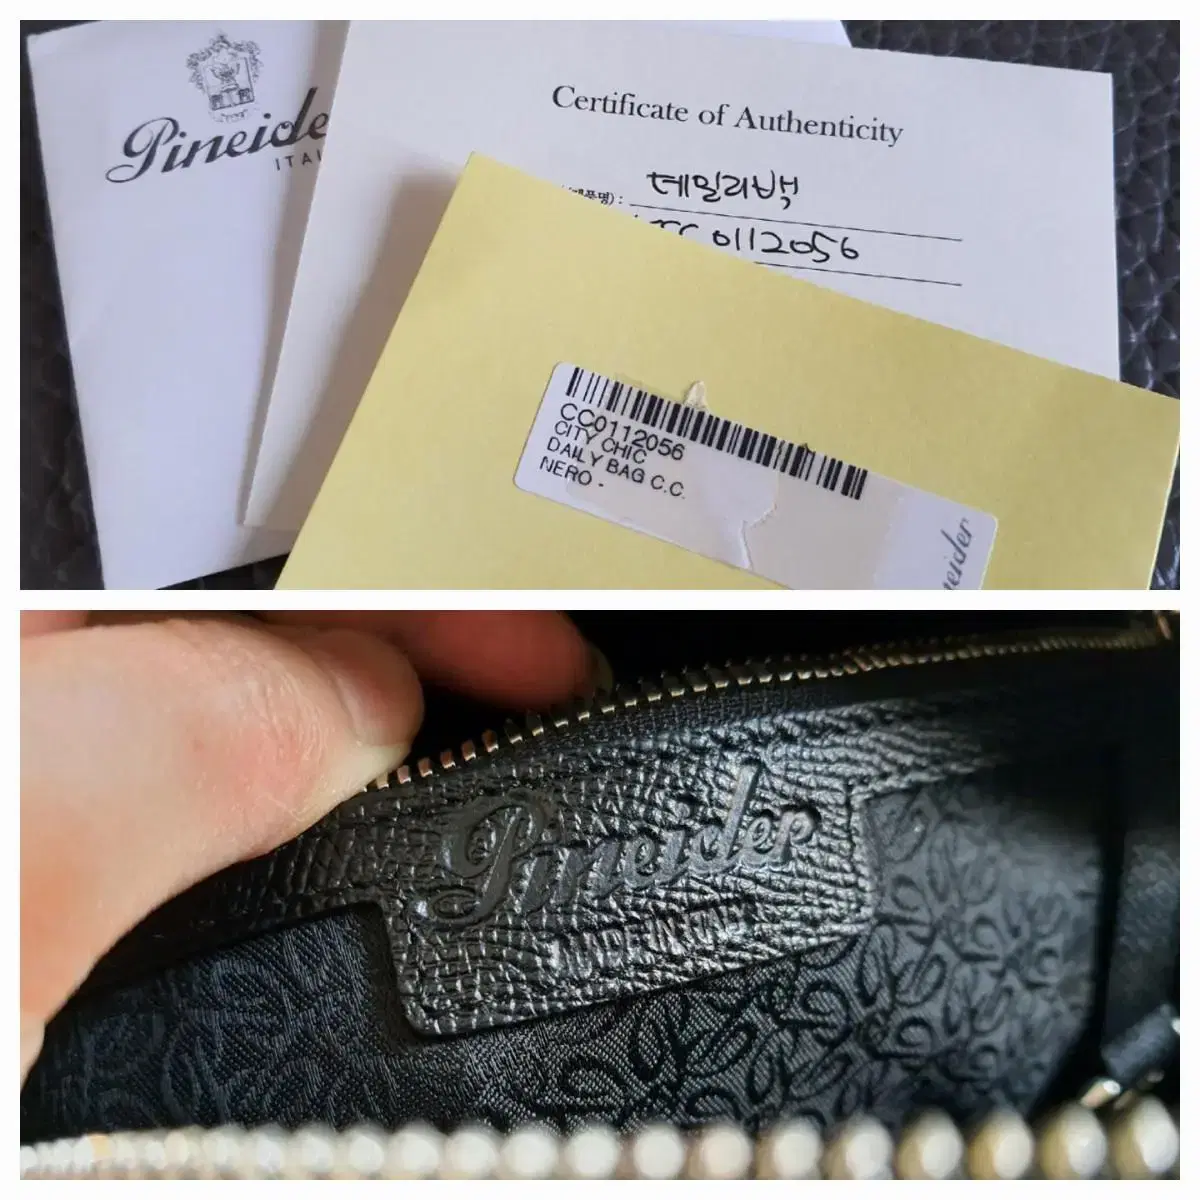 Pineider
ITAL
Certificate of Authenticity
데일리백
CC0112056
CC0112056
CITY CHIC
DAILY BAG C.C.
NERO -
eider
Pineider
MADE IN ITALY